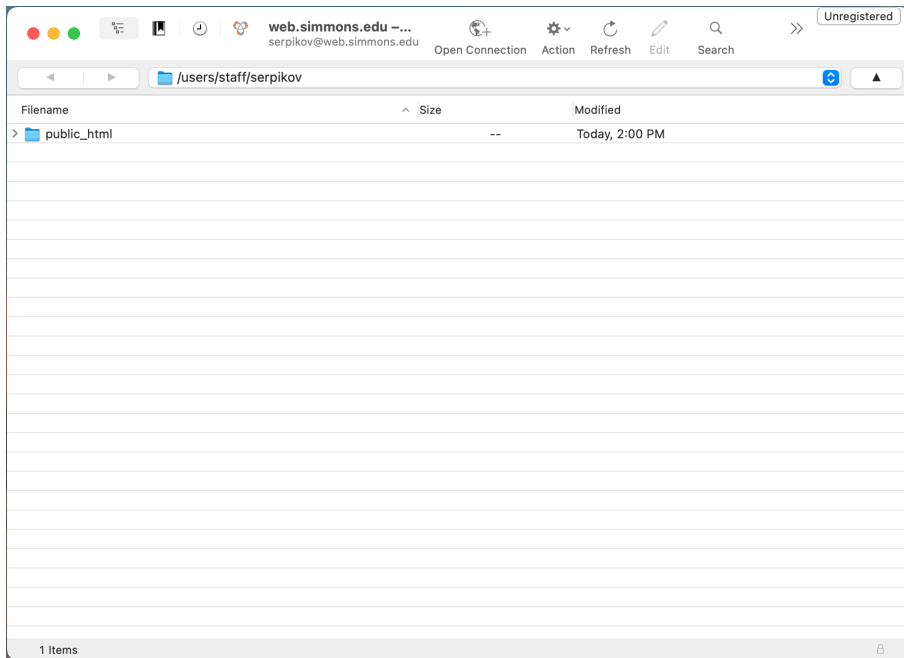 Unregistered
web.simmons.edu –...
serpikov@web.simmons.edu
Open Connection Action Refresh Edit Search
/users/staff/serpikov
Filename Size Modified
public_html -- Today, 2:00 PM
1 Items